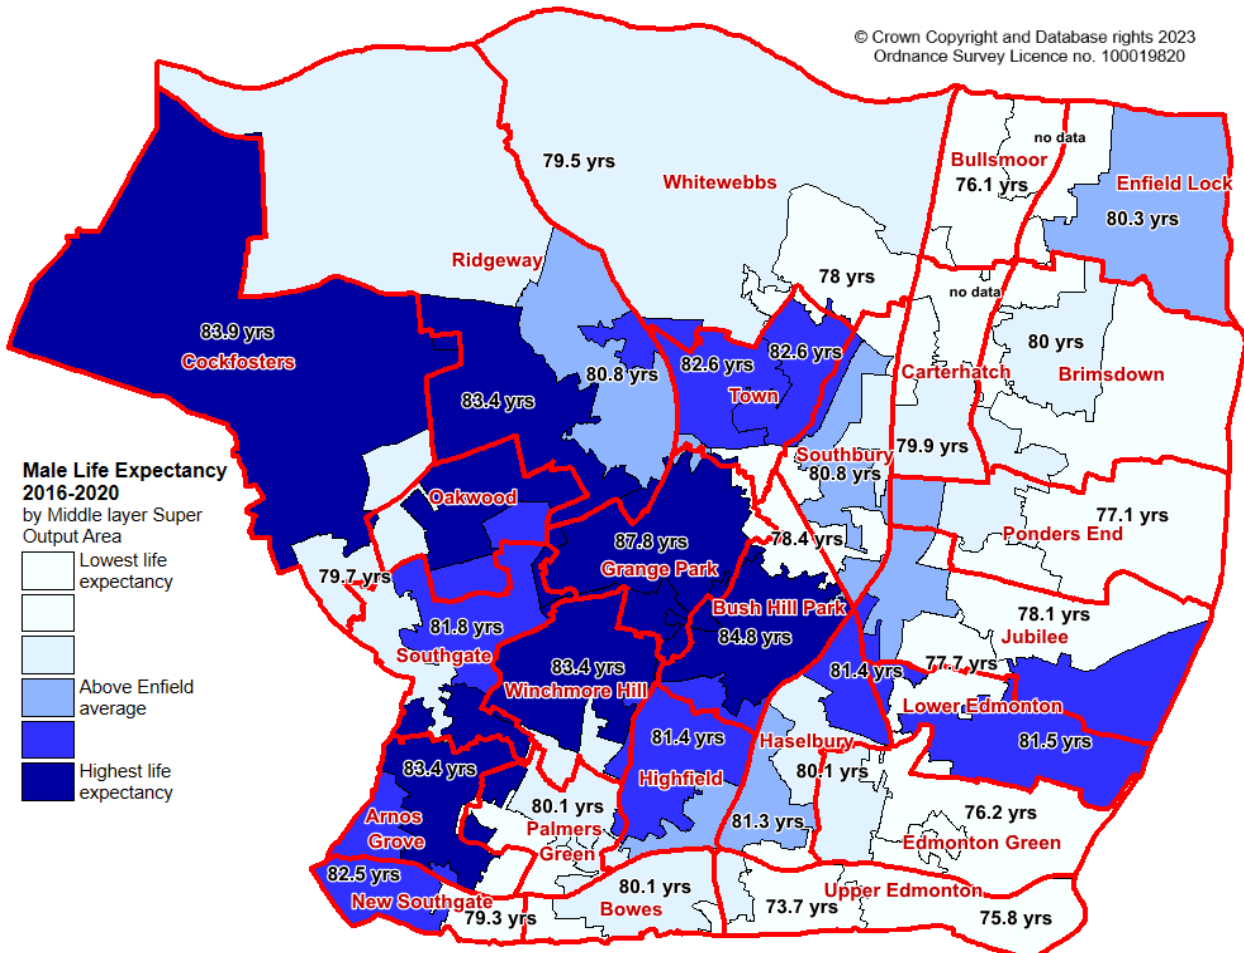 © Crown Copyright and Database rights 2023
Ordnance Survey Licence no. 100019820
no data
79.5 yrs
Bullsmoor
Whitewebbs
76.1 yrs
Enfield Lock
80.3 yrs
Ridgeway
78 yrs
no data
83.9 yrs
Cockfosters
82.6 yrs
82.6 yrs
80 yrs
80.8 yrs
Carterhatch
Brimsdown
83.4 yrs
Town
79.9 yrs
Southbury
80.8 yrs
Male Life Expectancy
2016-2020
by Middle layer Super
Output Area
Lowest life
expectancy
Above Enfield
average
Highest life
expectancy
Oakwood
77.1 yrs
Ponders End
87.8 yrs
78.4 yrs
Grange Park
79.7 yrs
Bush Hill Park
78.1 yrs
81.8 yrs
84.8 yrs
Jubilee
Southgate
83.4 yrs
77.7 yrs
81.4 yrs
Winchmore Hill
Lower Edmonton
81.4 yrs
Haselbury
81.5 yrs
83.4 yrs
Highfield
80.1 yrs
80.1 yrs
76.2 yrs
Arnos
Grove
Palmers
Green
81.3 yrs
Edmonton Green
82.5 yrs
80.1 yrs
Upper Edmonton
New Southgate
Bowes
73.7 yrs
79.3 yrs
75.8 yrs